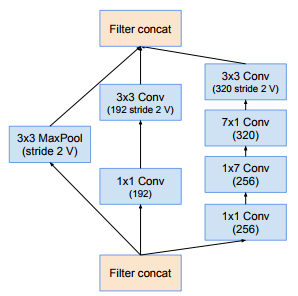 Filter concat
3x3 Conv
(320 stride 2 V)
3x3 Conv
(192 stride 2 V)
7x1 Conv
(320)
3x3 MaxPool
(stride 2 V)
1x7 Conv
(256)
1x1 Conv
(192)
1x1 Conv
(256)
Filter concat